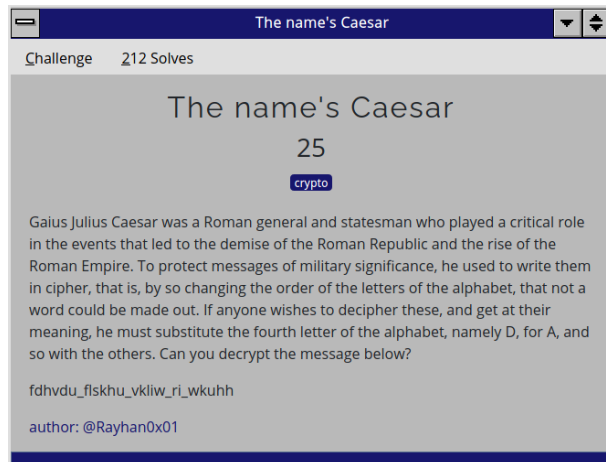 The name's Caesar
Challenge 212 Solves
The name's Caesar
25
crypto
Gaius Julius Caesar was a Roman general and statesman who played a critical role
in the events that led to the demise of the Roman Republic and the rise of the
Roman Empire. To protect messages of military significance, he used to write them
in cipher, that is, by so changing the order of the letters of the alphabet, that not a
word could be made out. If anyone wishes to decipher these, and get at their
meaning, he must substitute the fourth letter of the alphabet, namely D, for A, and
so with the others. Can you decrypt the message below?
fdhvdu_flskhu_vkliw_ri_wkuhh
author: @Rayhan0x01